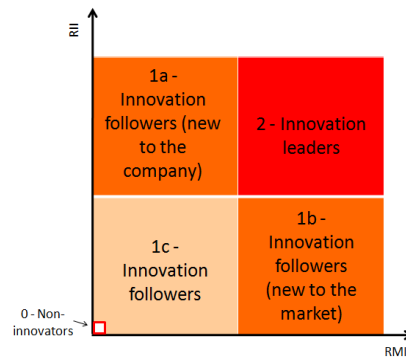 RII
1a -
Innovation
followers (new
to the
company)
2 - Innovation
leaders
1c -
Innovation
followers
1b -
Innovation
followers
(new to the
market)
0 - Non-
innovators
RMI